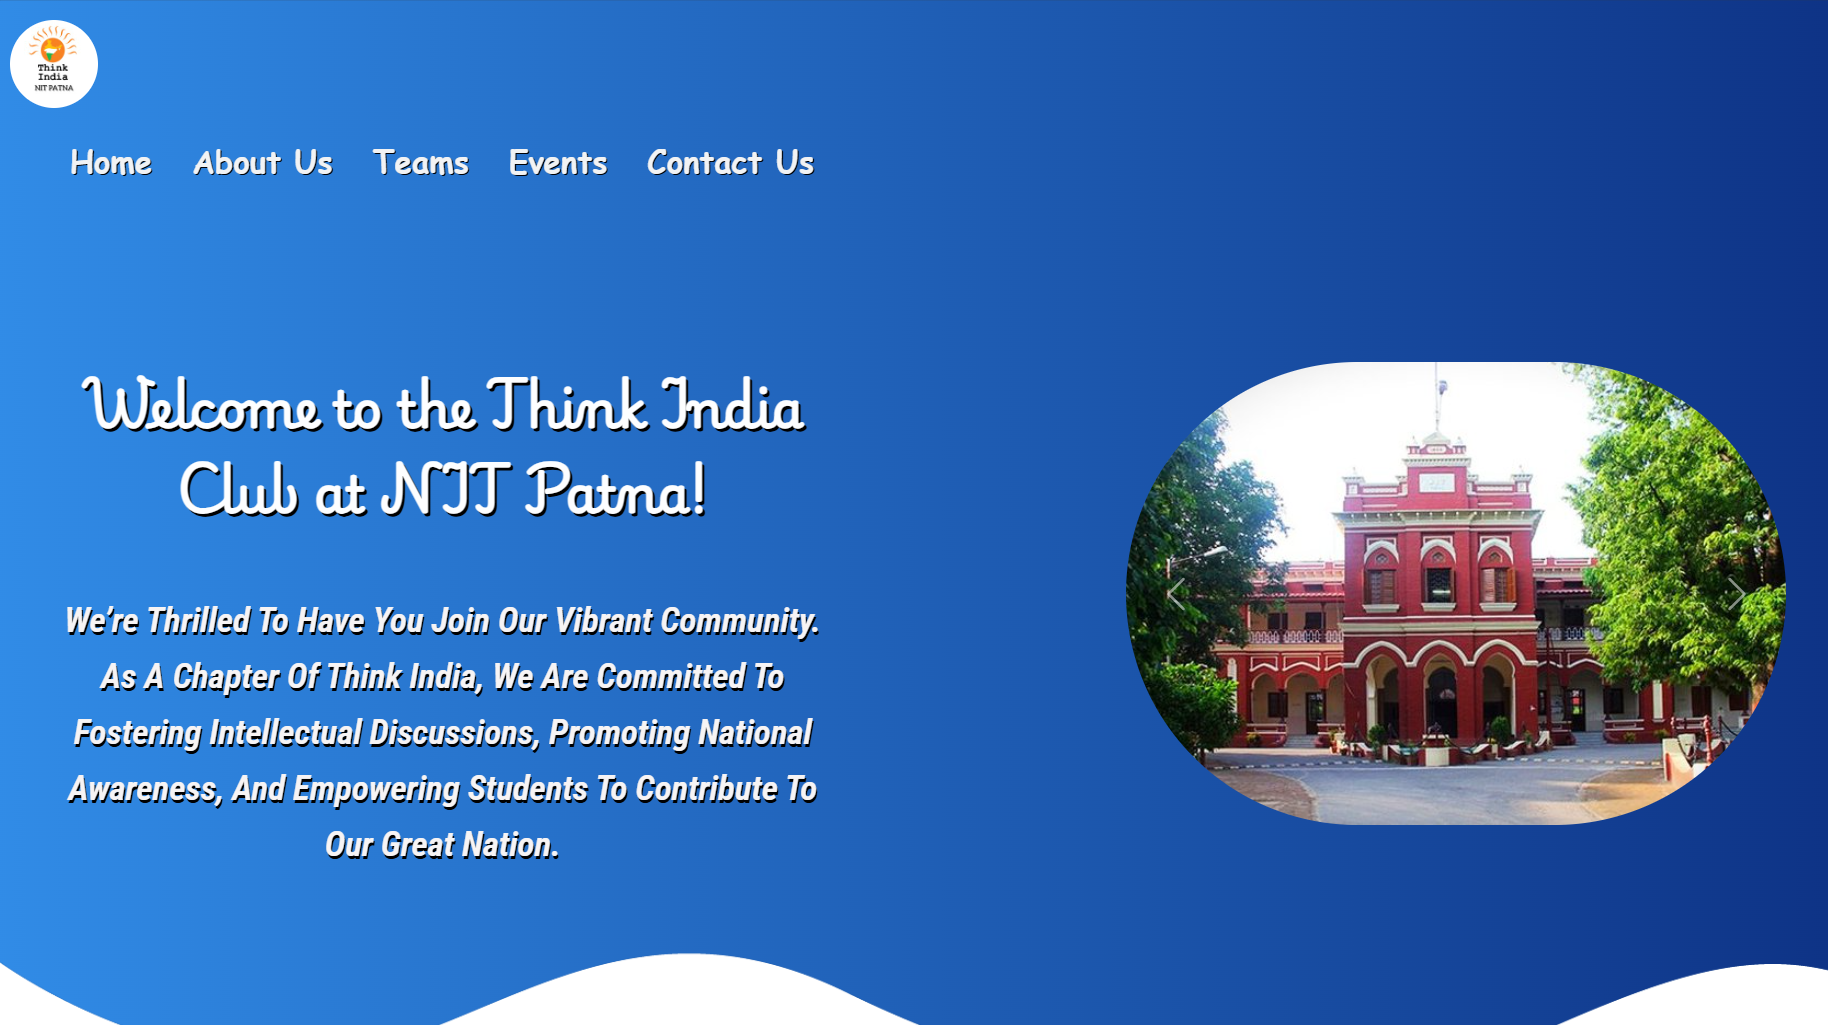 Think
India
NIT PATNA
Home About Us Teams Events Contact Us
Welcome to the Think India
Club at NIT Patna!
We’re Thrilled To Have You Join Our Vibrant Community.
As A Chapter Of Think India, We Are Committed To
Fostering Intellectual Discussions, Promoting National
Awareness, And Empowering Students To Contribute To
Our Great Nation.